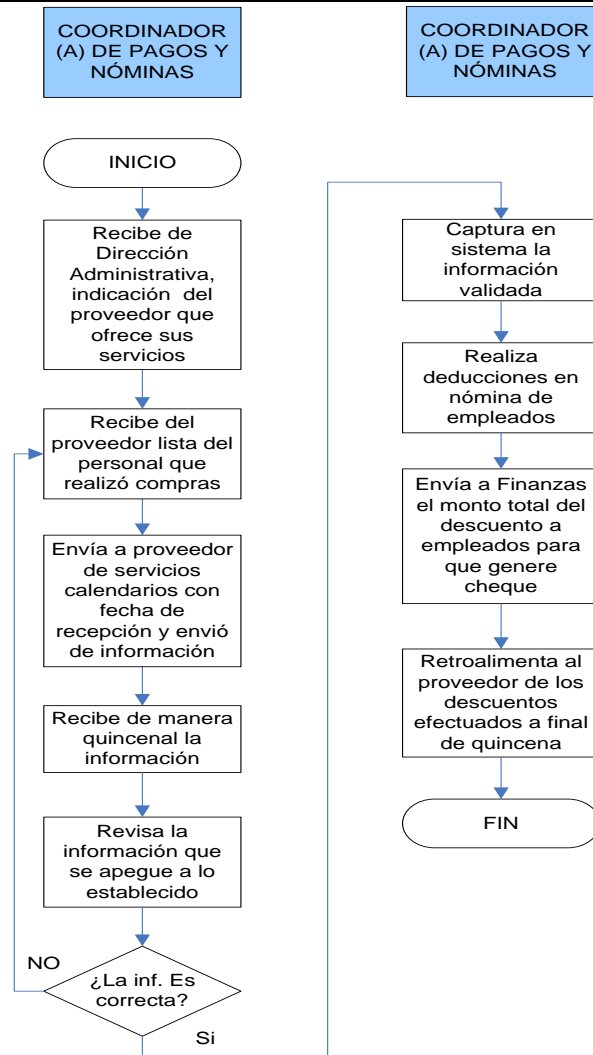 COORDINADOR
(A) DE PAGOS Y
NÓMINAS
INICIO
Recibe de
Dirección
Administrativa,
indicación del
proveedor que
ofrece sus
servicios
Recibe del
proveedor lista del
personal que
realizó compras
Envía a proveedor
de servicios
calendarios con
fecha de
recepción y envió
de información
Recibe de manera
quincenal la
información
Revisa la
información que
se apegue a lo
establecido
¿La inf. Es
correcta?
NO
Si
COORDINADOR
(A) DE PAGOS Y
NÓMINAS
Captura en
sistema la
información
validada
Realiza
deducciones en
nómina de
empleados
Envía a Finanzas
el monto total del
descuento a
empleados para
que genere
cheque
Retroalimenta al
proveedor de los
descuentos
efectuados a final
de quincena
FIN